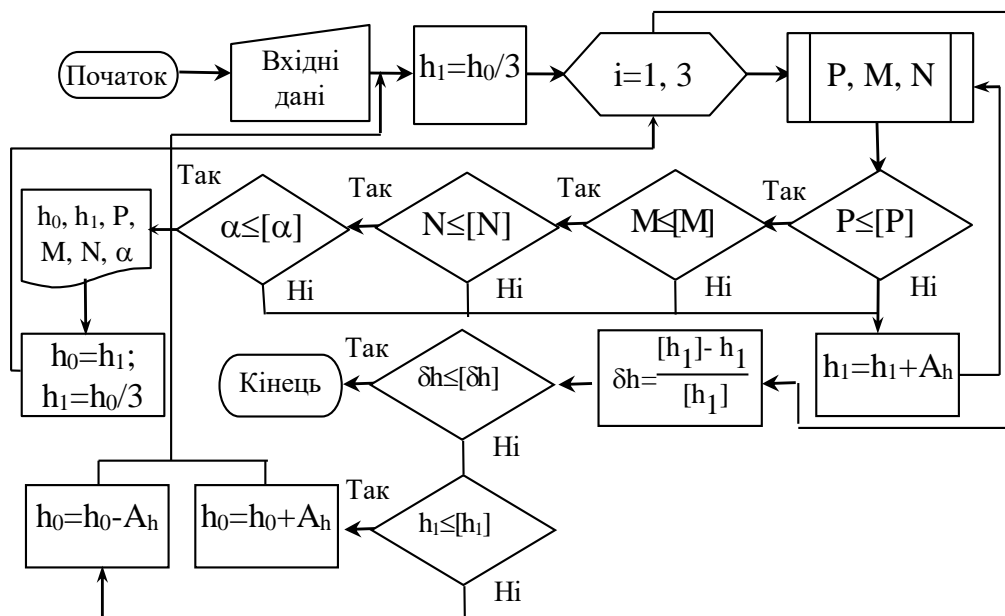 Початок
Вхідні
дані
h₁=h₀/3
i=1, 3
P, M, N
Так
Так
Так
Так
h₀, h₁, P,
M, N, α
α≤[α]
N≤[N]
M≤[M]
P≤[P]
Ні
Ні
Ні
Ні
h₀=h₁;
h₁=h₀/3
Кінець
Так
δh≤[δh]
δh=
[h₁]- h₁
[h₁]
h₁=h₁+Aₕ
Ні
h₀=h₀-Aₕ
h₀=h₀+Aₕ
Так
h₁≤[h₁]
Ні